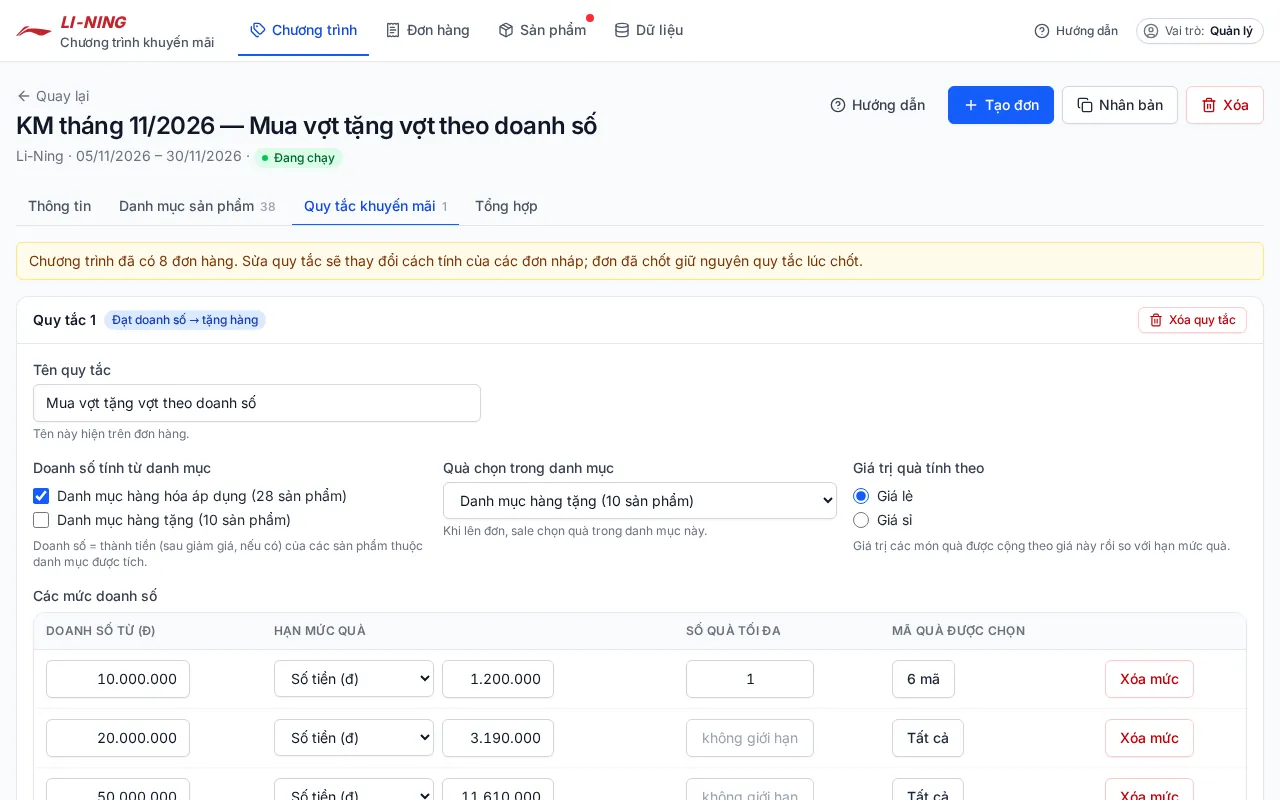 LI-NING
Chương trình khuyến mãi
Chương trình
Đơn hàng
Sản phẩm
Dữ liệu
Hướng dẫn
Vai trò: Quản lý
Quay lại
KM tháng 11/2026 — Mua vợt tặng vợt theo doanh số
Li-Ning · 05/11/2026 – 30/11/2026 · Đang chạy
Hướng dẫn
Tạo đơn
Nhân bản
Xóa
Thông tin
Danh mục sản phẩm 38
Quy tắc khuyến mãi 1
Tổng hợp
Chương trình đã có 8 đơn hàng. Sửa quy tắc sẽ thay đổi cách tính của các đơn nháp; đơn đã chốt giữ nguyên quy tắc lúc chốt.
Quy tắc 1 Đạt doanh số → tặng hàng
Xóa quy tắc
Tên quy tắc
Mua vợt tặng vợt theo doanh số
Tên này hiện trên đơn hàng.
Doanh số tính từ danh mục
Danh mục hàng hóa áp dụng (28 sản phẩm)
Danh mục hàng tặng (10 sản phẩm)
Doanh số = thành tiền (sau giảm giá, nếu có) của các sản phẩm thuộc
danh mục được tích.
Quà chọn trong danh mục
Danh mục hàng tặng (10 sản phẩm)
Khi lên đơn, sale chọn quà trong danh mục này.
Giá trị quà tính theo
Giá lẻ
Giá sỉ
Giá trị các món quà được cộng theo giá này rồi so với hạn mức quà.
Các mức doanh số
DOANH SỐ TỪ (Đ) HẠN MỨC QUÀ SỐ QUÀ TỐI ĐA MÃ QUÀ ĐƯỢC CHỌN
10.000.000 Số tiền (đ) 1.200.000 1 6 mã Xóa mức
20.000.000 Số tiền (đ) 3.190.000 không giới hạn Tất cả Xóa mức
50.000.000 Số tiền (đ) 11.610.000 không giới hạn Tất cả Xóa mức